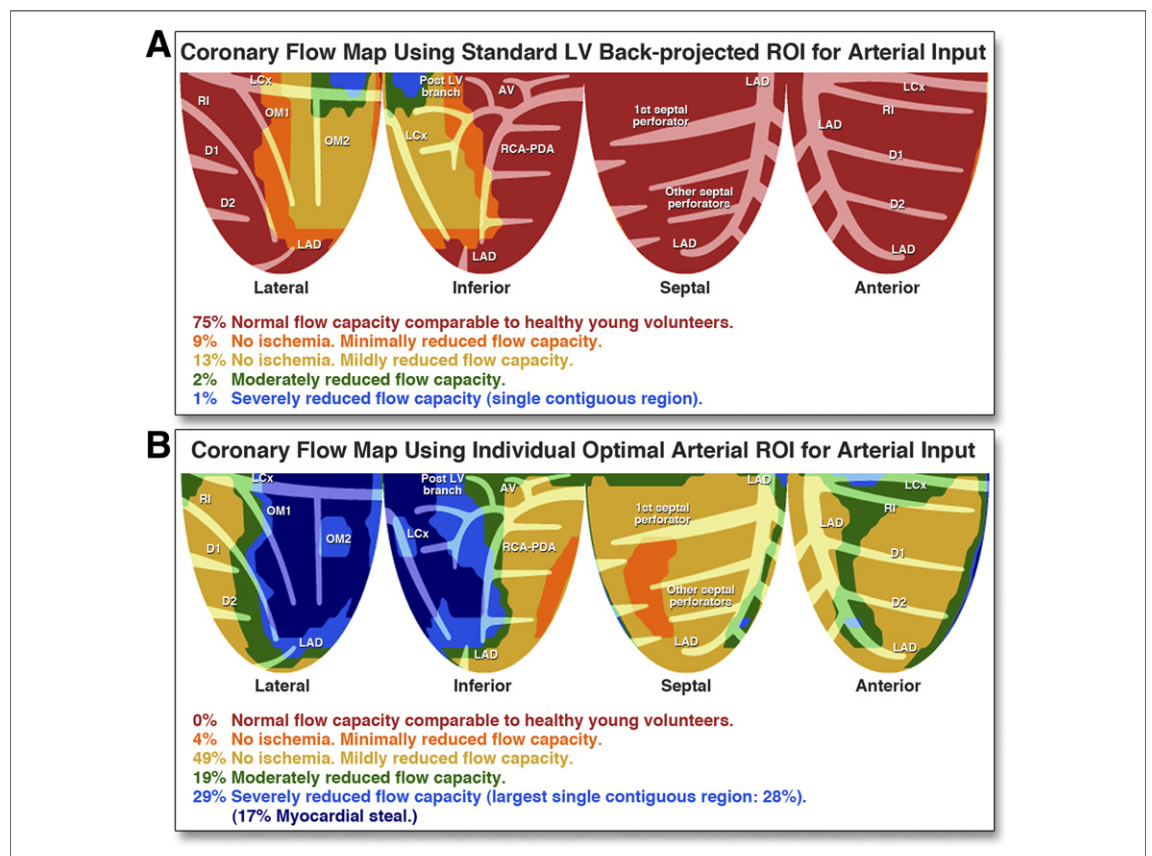 A
Coronary Flow Map Using Standard LV Back-projected ROI for Arterial Input
LCx
RI
OM1
D1
OM2
D2
LAD
Post LV
branch
AV
LCx
RCA-PDA
LAD
LAD
1st septal
perforator
Other septal
perforators
LAD
LCx
RI
LAD
D1
D2
LAD
Lateral
Inferior
Septal
Anterior
75% Normal flow capacity comparable to healthy young volunteers.
9% No ischemia. Minimally reduced flow capacity.
13% No ischemia. Mildly reduced flow capacity.
2% Moderately reduced flow capacity.
1% Severely reduced flow capacity (single contiguous region).
B
Coronary Flow Map Using Individual Optimal Arterial ROI for Arterial Input
LCx
RI
OM1
D1
OM2
D2
LAD
Post LV
branch
AV
LCx
RCA-PDA
LAD
LAD
1st septal
perforator
Other septal
perforators
LAD
LCx
RI
LAD
D1
D2
LAD
Lateral
Inferior
Septal
Anterior
0% Normal flow capacity comparable to healthy young volunteers.
4% No ischemia. Minimally reduced flow capacity.
49% No ischemia. Mildly reduced flow capacity.
19% Moderately reduced flow capacity.
29% Severely reduced flow capacity (largest single contiguous region: 28%).
(17% Myocardial steal.)